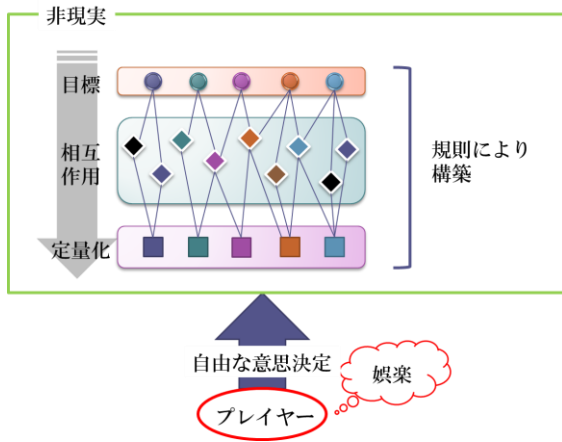 非現実
目標
相互
作用
定量化
規則により
構築
自由な意思決定
プレイヤー
娯楽